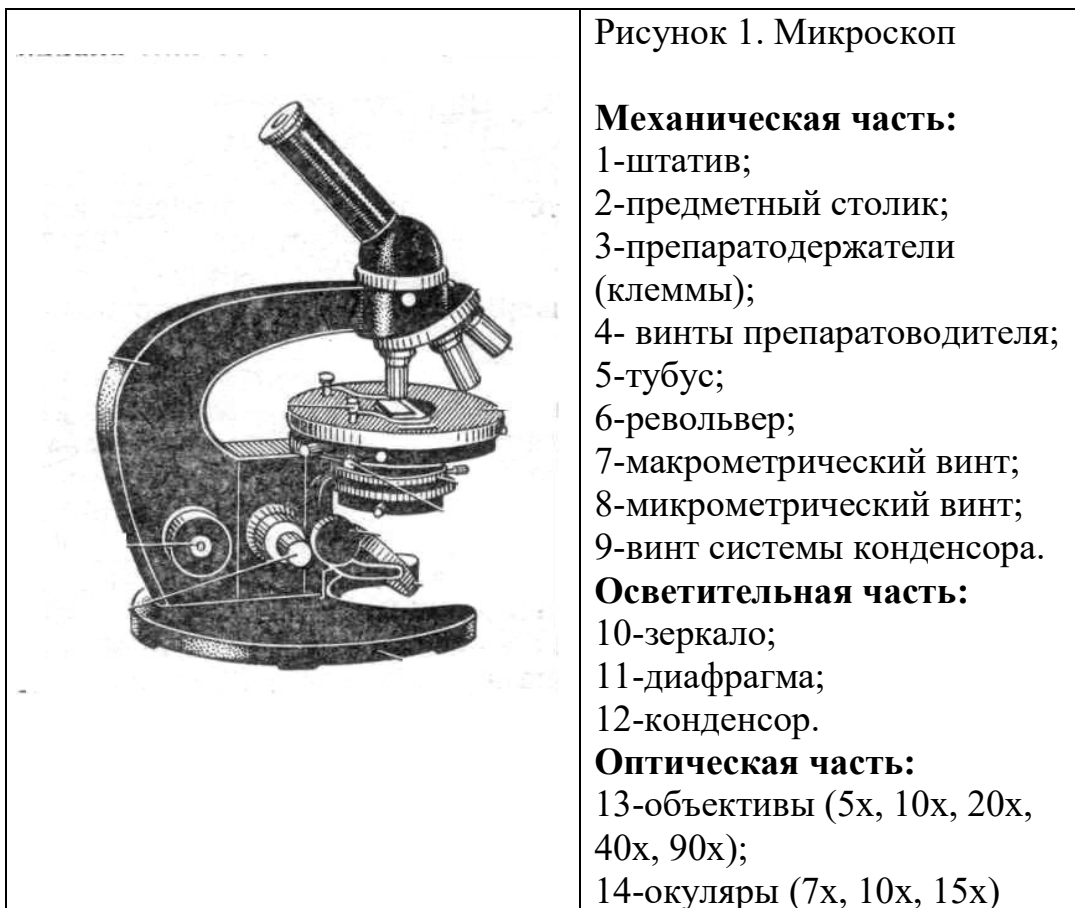 Рисунок 1. Микроскоп
Механическая часть:
1-штатив;
2-предметный столик;
3-препаратодержатели
(клеммы);
4- винты препаратоводителя;
5-тубус;
6-револьвер;
7-макрометрический винт;
8-микрометрический винт;
9-винт системы конденсора.
Осветительная часть:
10-зеркало;
11-диафрагма;
12-конденсор.
Оптическая часть:
13-объективы (5х, 10х, 20х,
40х, 90х);
14-окуляры (7х, 10х, 15х)